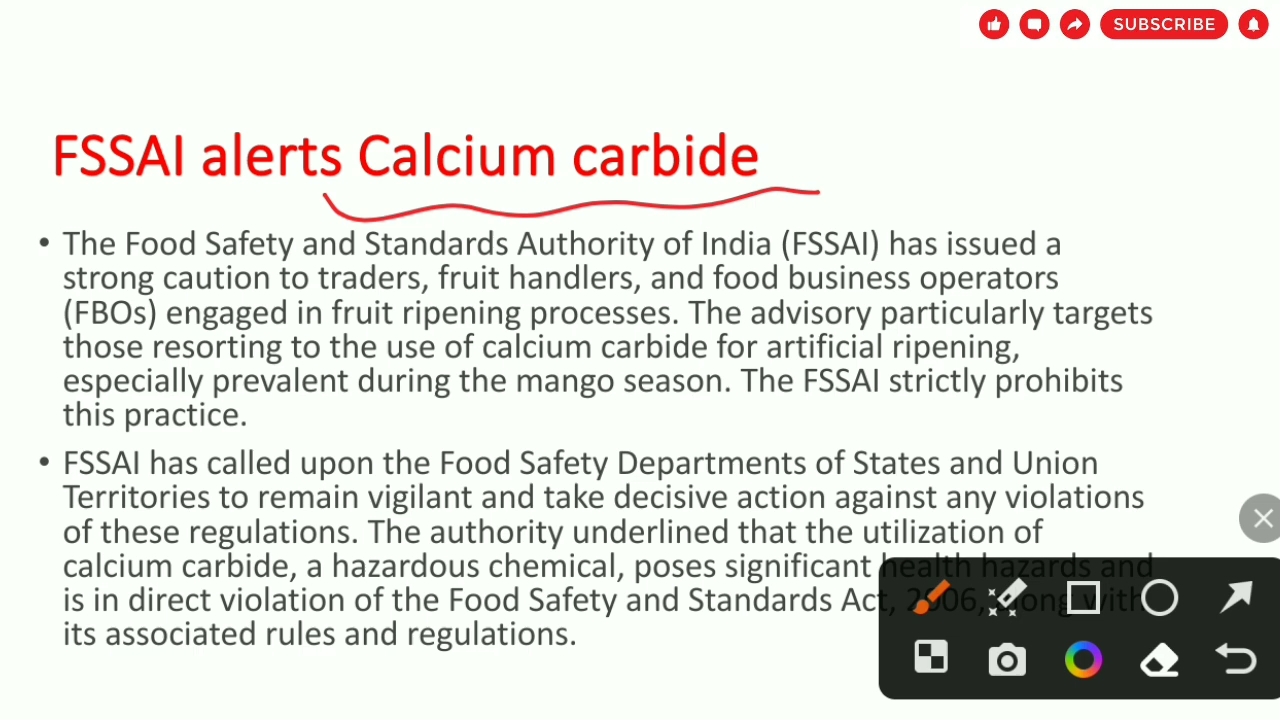 SUBSCRIBE
FSSAI alerts Calcium carbide
• The Food Safety and Standards Authority of India (FSSAI) has issued a
strong caution to traders, fruit handlers, and food business operators
(FBOs) engaged in fruit ripening processes. The advisory particularly targets
those resorting to the use of calcium carbide for artificial ripening,
especially prevalent during the mango season. The FSSAI strictly prohibits
this practice.
• FSSAI has called upon the Food Safety Departments of States and Union
Territories to remain vigilant and take decisive action against any violations
of these regulations. The authority underlined that the utilization of
calcium carbide, a hazardous chemical, poses significant health hazards and
is in direct violation of the Food Safety and Standards Act, 2006, along with
its associated rules and regulations.